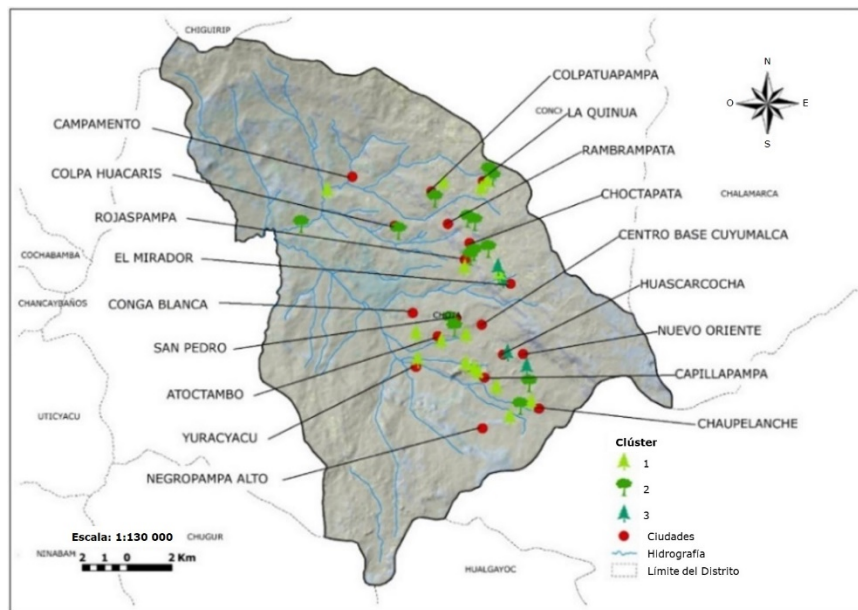 CHIGUIRIP
COLPATUAPAMPA
N
O
E
S
CONCH
LA QUINUA
CAMPAMENTO
RAMBRAMPATA
COLPA HUACARIS
CHOCTAPATA
CHALAMARCA
ROJASPAMPA
CENTRO BASE CUYUMALCA
COCHABAMBA
EL MIRADOR
HUASCARCOCHA
CHANCAYBAÑOS
CONGA BLANCA
CHOTA
NUEVO ORIENTE
SAN PEDRO
CAPILLAPAMPA
ATOCTAMBO
UTICYACU
CHAUPELANCHE
YURACYACU
Clúster
1
NEGROPAMPA ALTO
2
3
Escala: 1:130 000
CHUGUR
Ciudades
NINABAM
2 1 0 2 Km
Hidrografía
HUALGAYOC
Límite del Distrito